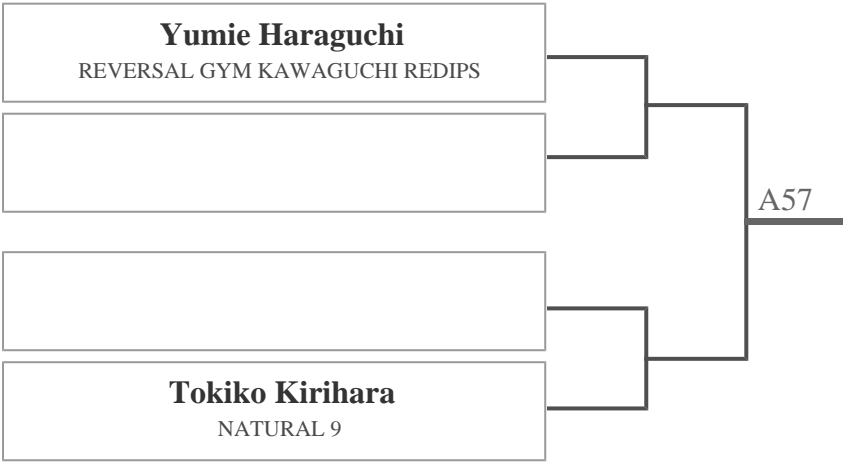 Yumie Haraguchi
REVERSAL GYM KAWAGUCHI REDIPS
A57
Tokiko Kirihara
NATURAL 9